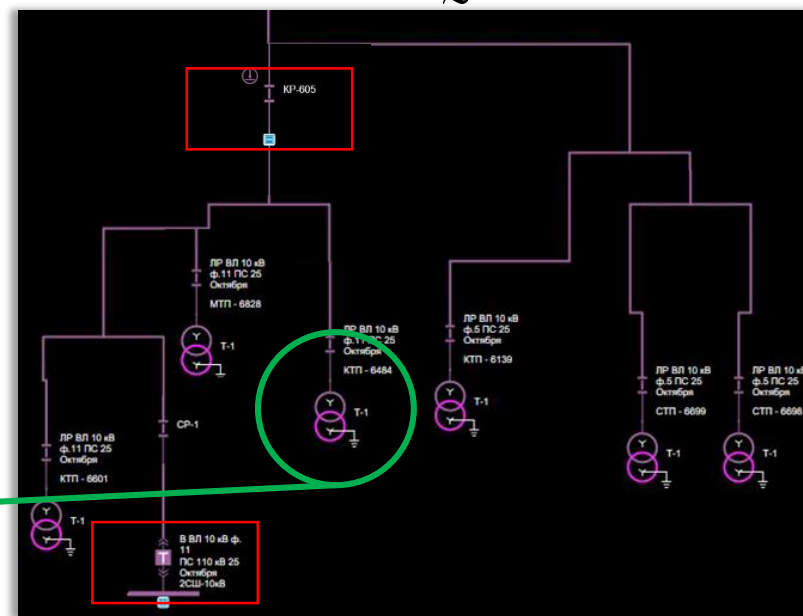 КР-605
ЛР ВЛ 10 кВ
ф.11 ПС 25
Октября
МТП - 6828
Т-1
ЛР ВЛ 10 кВ
ф.11 ПС 25
Октября
КТП - 6484
Т-1
ЛР ВЛ 10 кВ
ф.5 ПС 25
Октября
КТП - 6139
Т-1
ЛР ВЛ 10 кВ
ф.5 ПС 25
Октября
СТП - 6699
Т-1
ЛР ВЛ 10 кВ
ф.5 ПС 25
Октября
СТП - 6698
Т-1
ЛР ВЛ 10 кВ
ф.11 ПС 25
Октября
КТП - 6601
Т-1
СР-1
В ВЛ 10 кВ ф.
11
ПС 110 кВ 25
Октября
2СШ-10кВ
Т